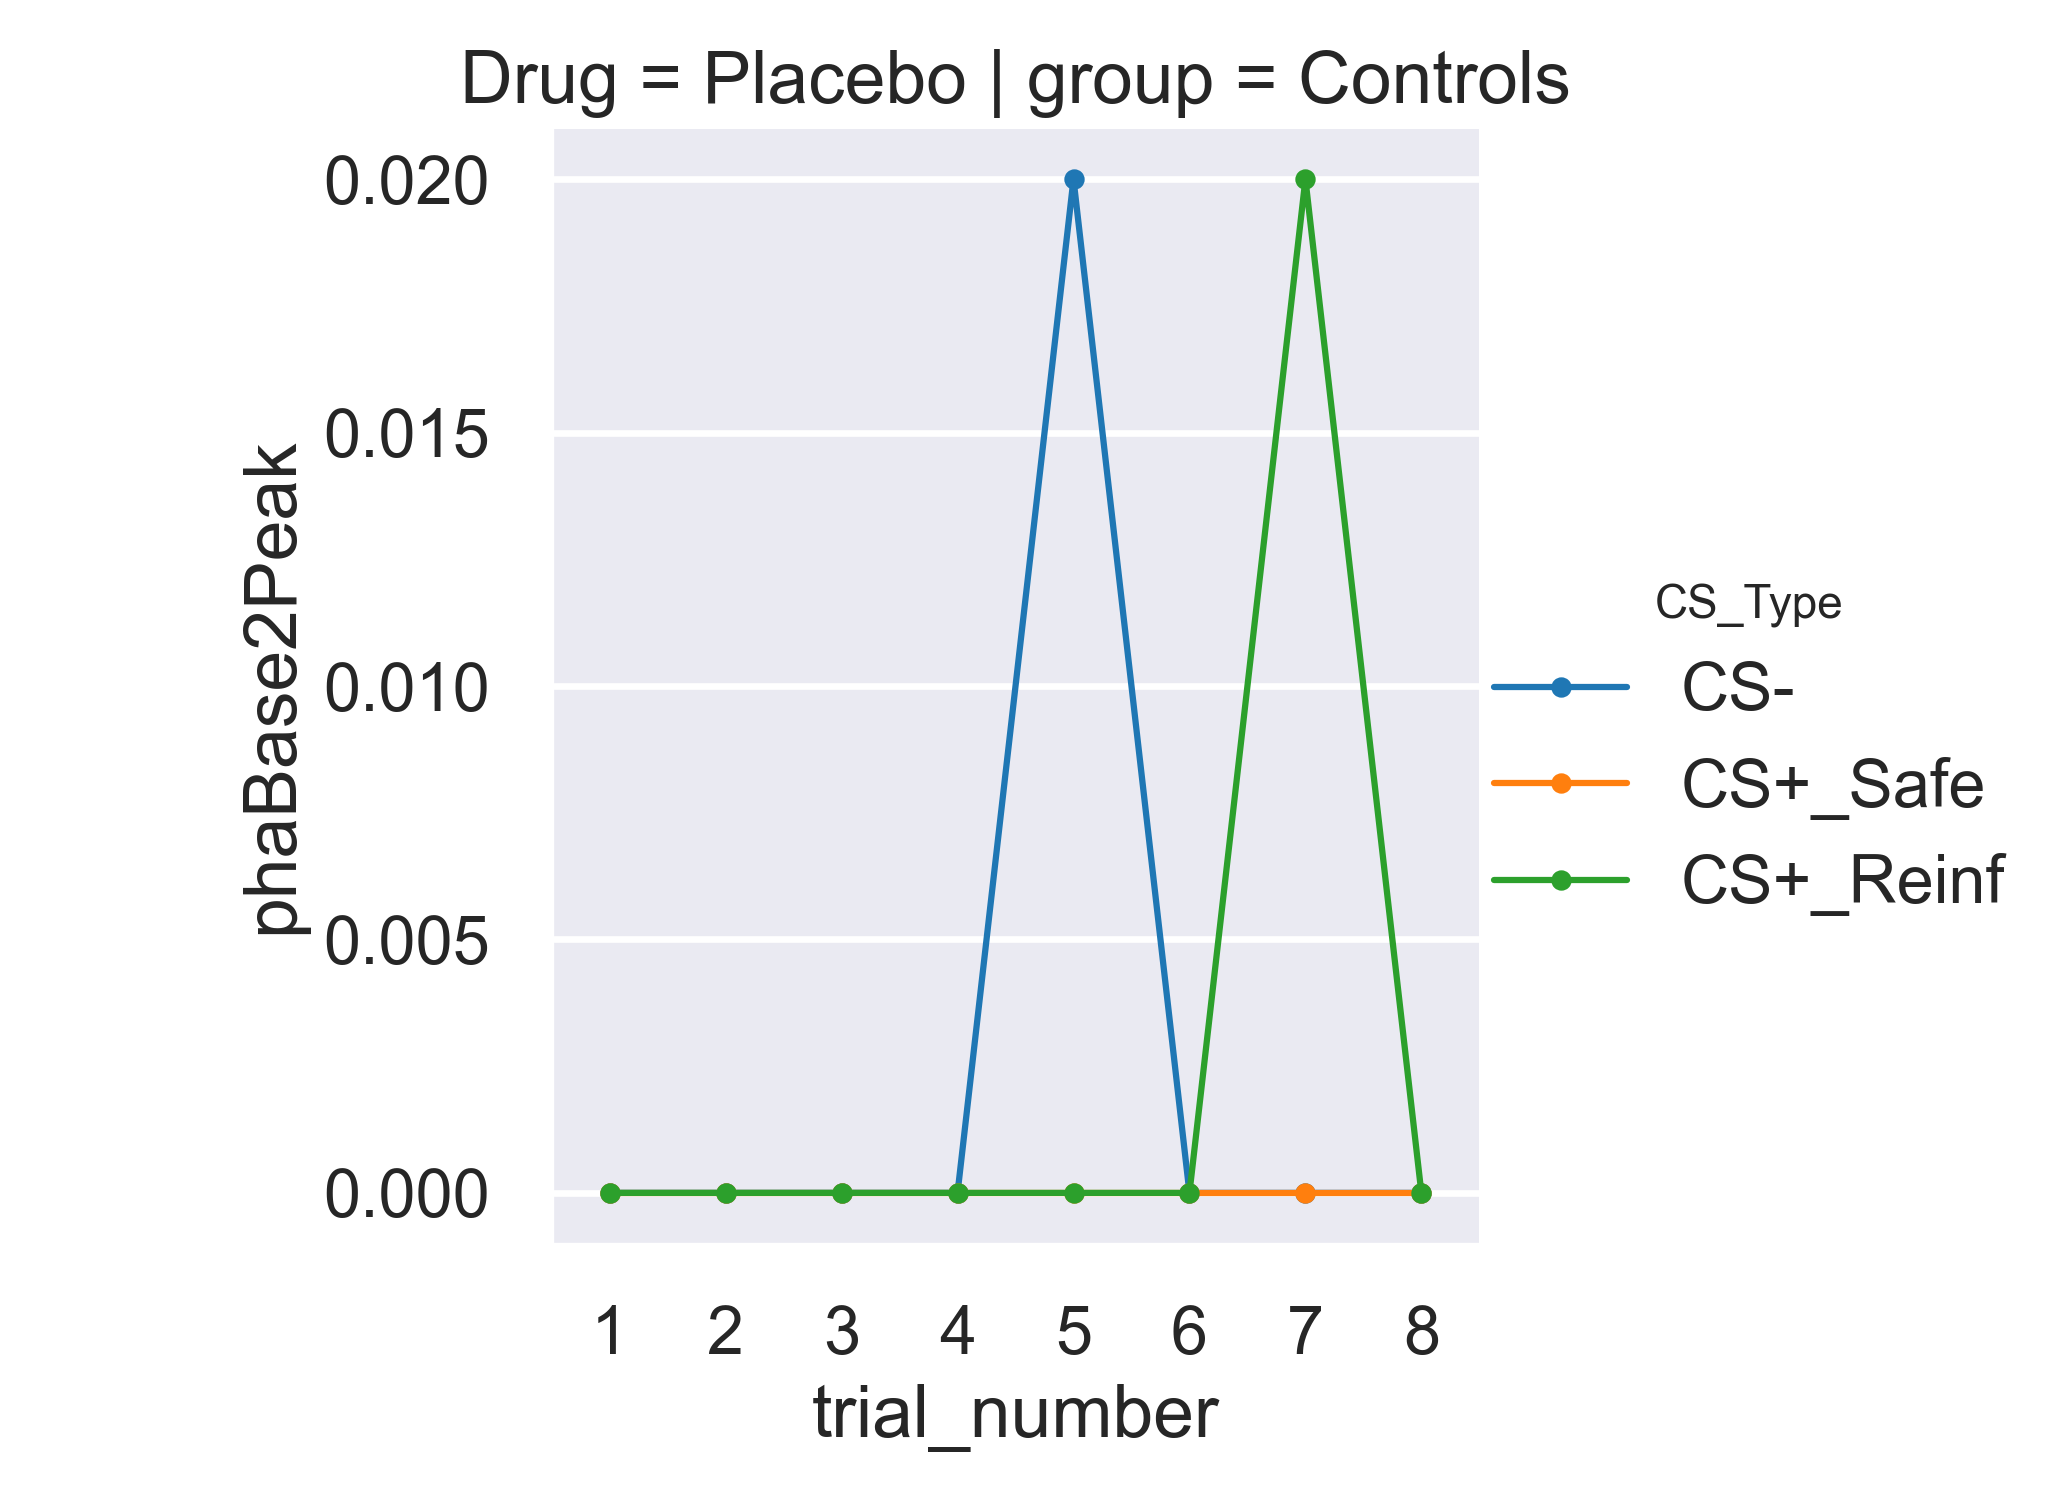 Drug = Placebo | group = Controls
0.020
0.015
0.010
0.005
0.000
phaBase2Peak
1 2 3 4 5 6 7 8
trial_number
CS_Type
CS-
CS+_Safe
CS+_Reinf